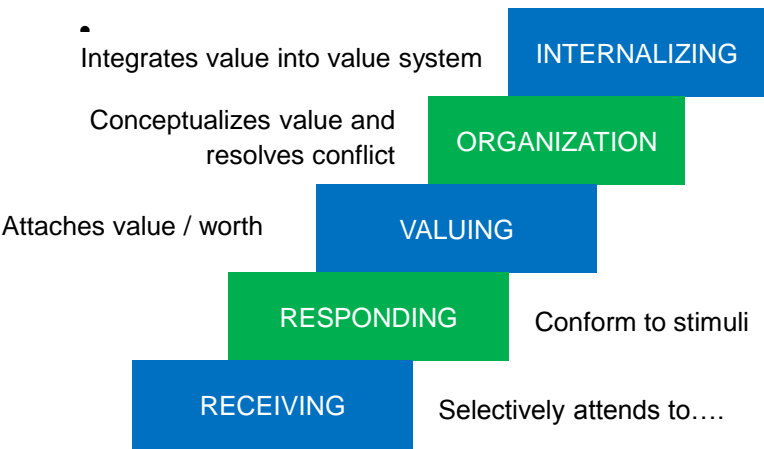 •
Integrates value into value system
INTERNALIZING
Conceptualizes value and
resolves conflict
ORGANIZATION
Attaches value / worth
VALUING
RESPONDING
Conform to stimuli
RECEIVING
Selectively attends to….